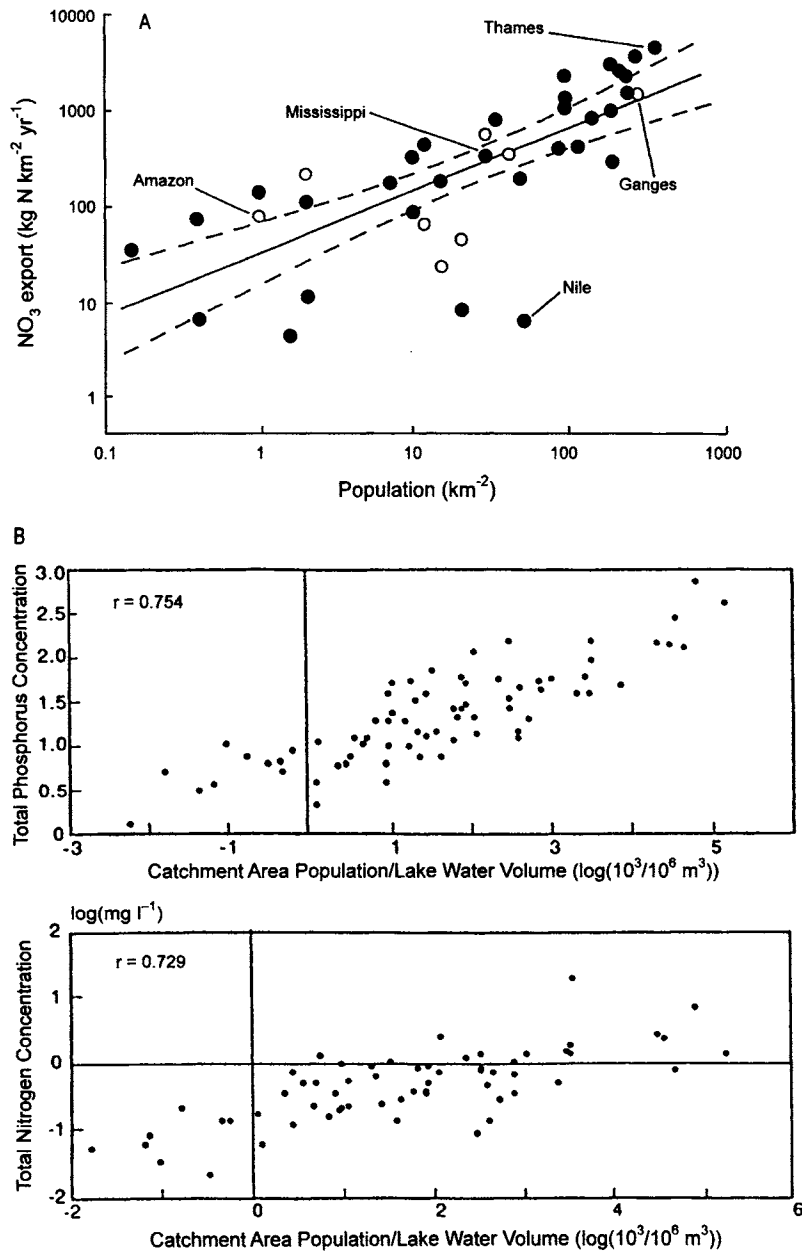 A
10000
1000
100
10
1
NO3 export (kg N km-2 yr-1)
Thames
Mississippi
Amazon
Ganges
Nile
0.1 1 10 100 1000
Population (km-2)
B
3.0
2.5
2.0
1.5
1.0
0.5
0
Total Phosphorus Concentration
r = 0.754
-3 -1 1 2 3 4 5
Catchment Area Population/Lake Water Volume (log(10³/10⁶ m³))
log(mg l⁻¹)
2
1
0
-1
-2
Total Nitrogen Concentration
r = 0.729
-2 0 2 4 6
Catchment Area Population/Lake Water Volume (log(10³/10⁶ m³))